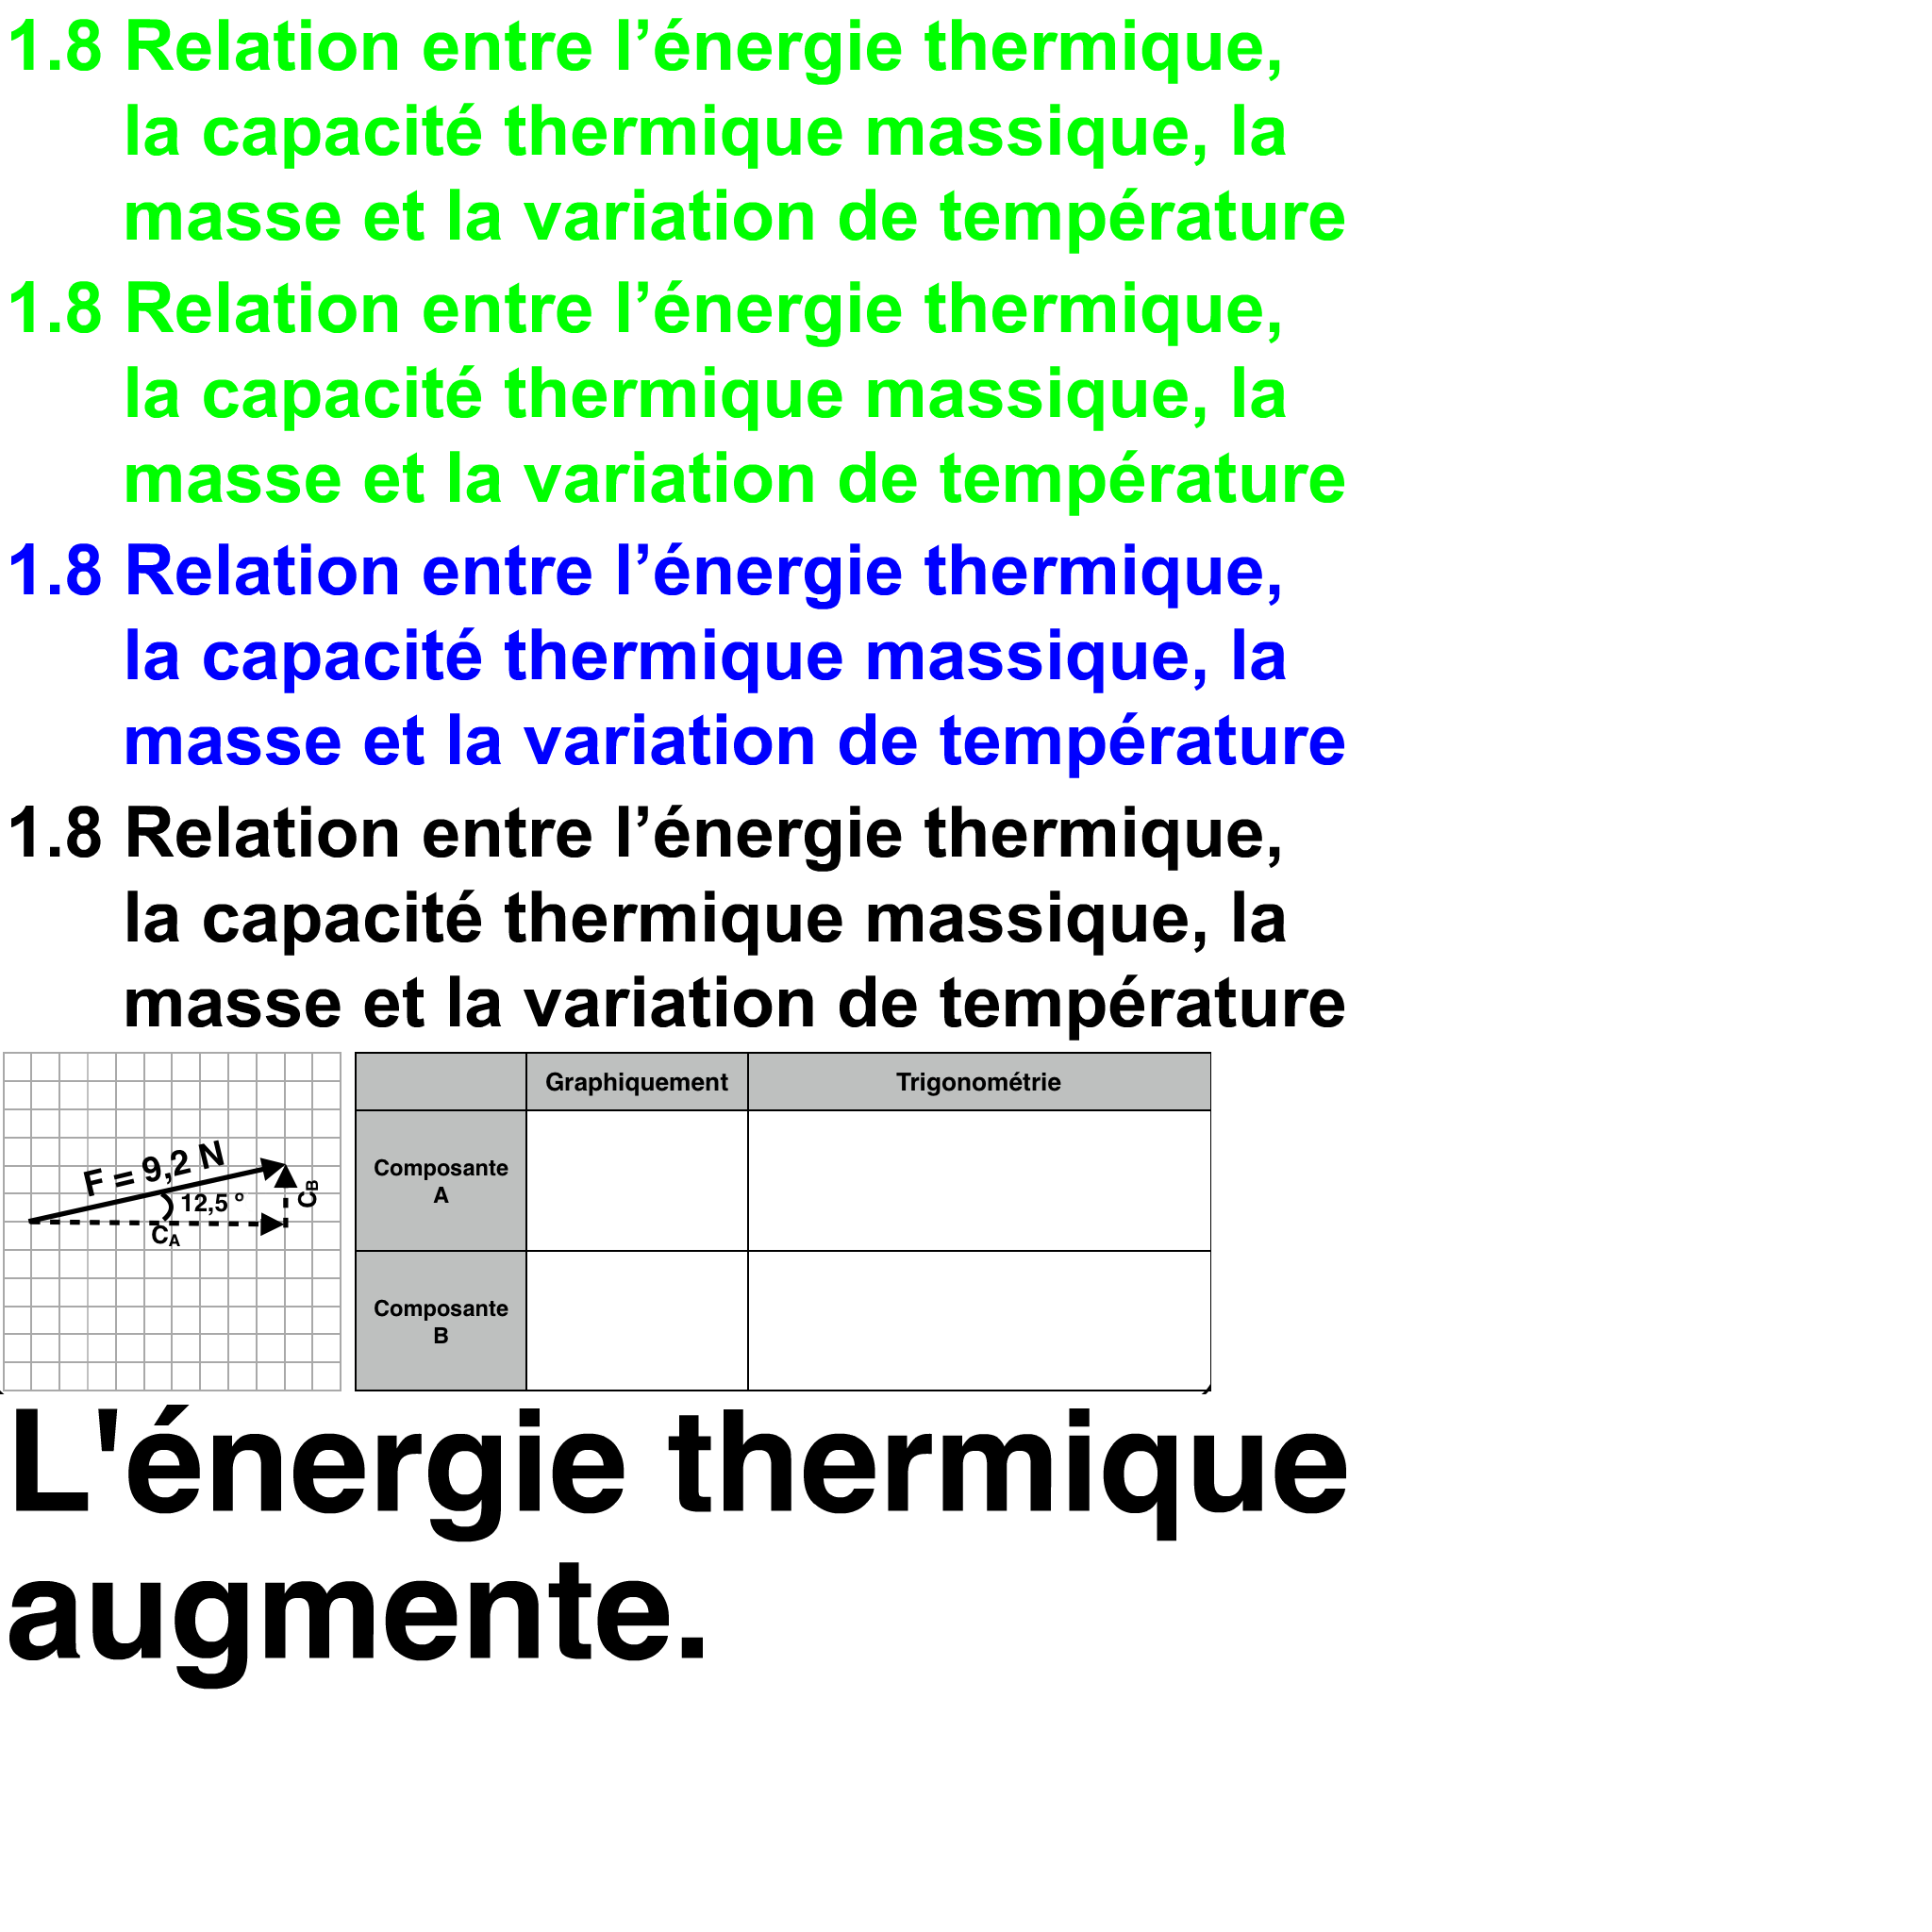 1.8 Relation entre l’énergie thermique,
la capacité thermique massique, la
masse et la variation de température
1.8 Relation entre l’énergie thermique,
la capacité thermique massique, la
masse et la variation de température
1.8 Relation entre l’énergie thermique,
la capacité thermique massique, la
masse et la variation de température
1.8 Relation entre l’énergie thermique,
la capacité thermique massique, la
masse et la variation de température
F = 9,2 N
12,5 °
CB
CA
Graphiquement Trigonométrie
Composante
A
Composante
B
L'énergie thermique
augmente.